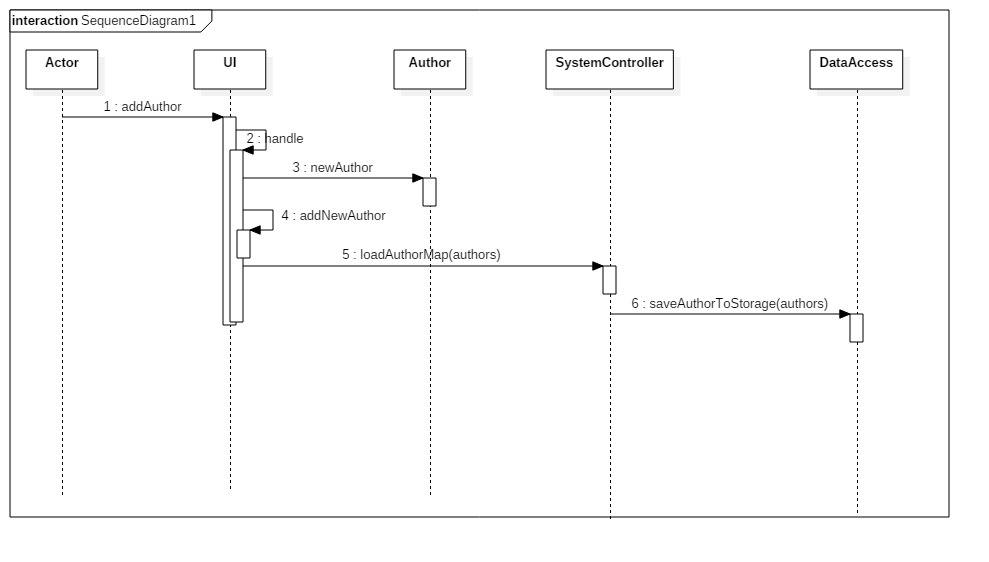 interaction SequenceDiagram1
Actor
UI
Author
SystemController
DataAccess
1 : addAuthor
2 : handle
3 : newAuthor
4 : addNewAuthor
5 : loadAuthorMap(authors)
6 : saveAuthorToStorage(authors)